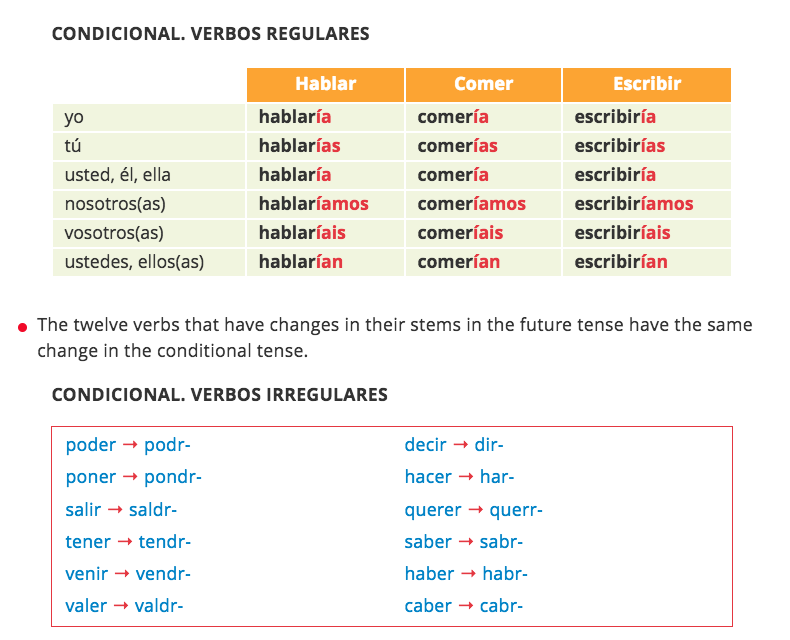 CONDICIONAL. VERBOS REGULARES
Hablar Comer Escribir
yo hablaría comería escribiría
tú hablarías comerías escribirías
usted, él, ella hablaría comería escribiría
nosotros(as) hablaríamos comeríamos escribiríamos
vosotros(as) hablaríais comeríais escribiríais
ustedes, ellos(as) hablarían comerían escribirían
• The twelve verbs that have changes in their stems in the future tense have the same
change in the conditional tense.
CONDICIONAL. VERBOS IRREGULARES
poder → podr- decir → dir-
poner → pondr- hacer → har-
salir → saldr- querer → querr-
tener → tendr- saber → sabr-
venir → vendr- haber → habr-
valer → valdr- caber → cabr-